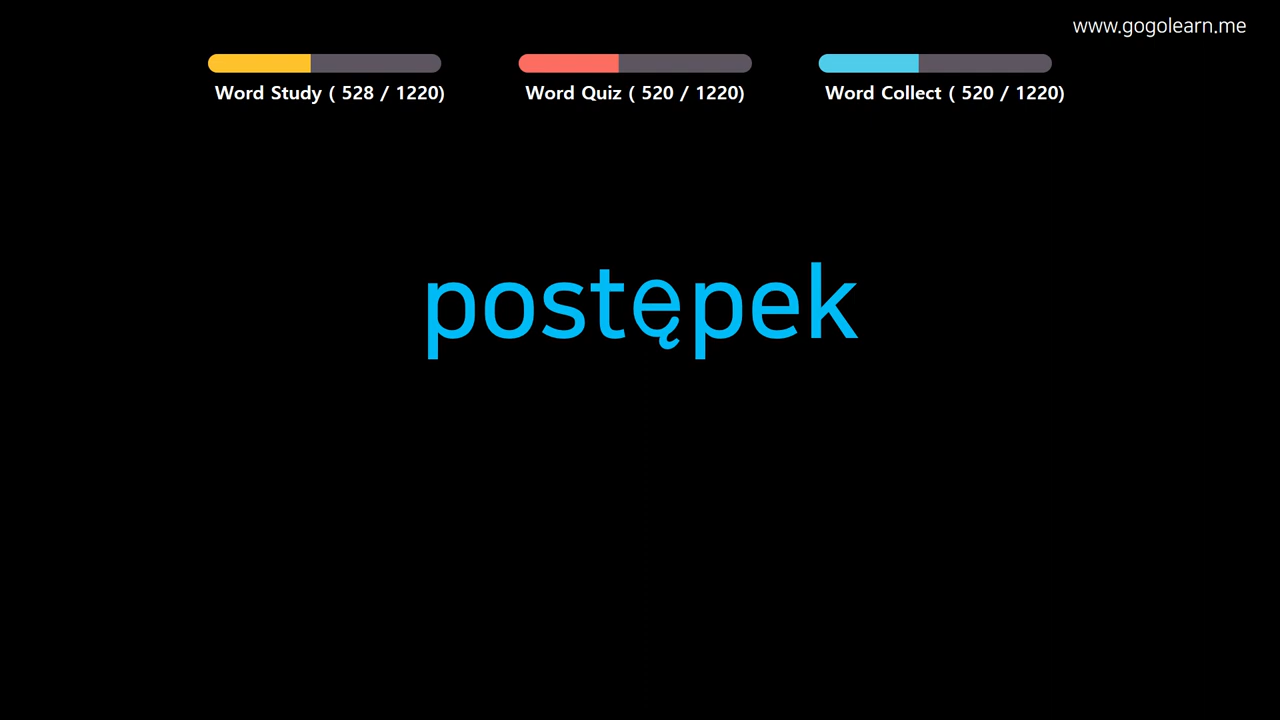 www.gogolearn.me
Word Study ( 528 / 1220)
Word Quiz ( 520 / 1220)
Word Collect ( 520 / 1220)
postępek